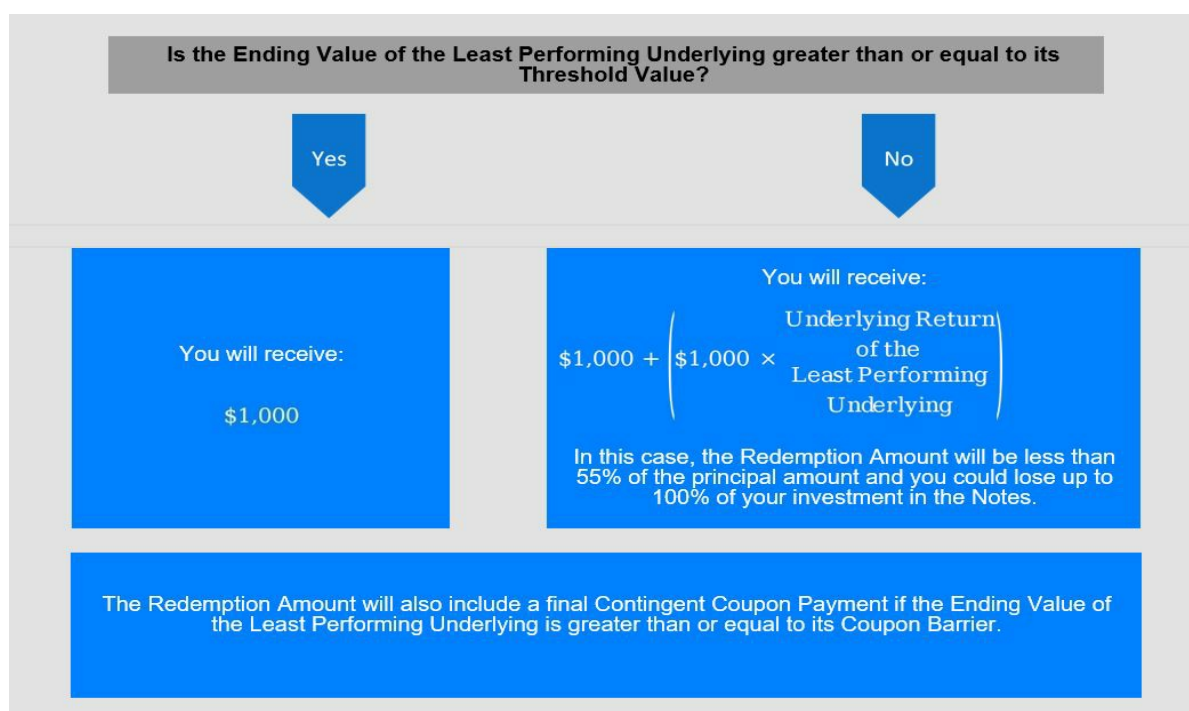 Is the Ending Value of the Least Performing Underlying greater than or equal to its
Threshold Value?
Yes
No
You will receive:
$1,000
You will receive:
$1,000 + ($1,000 × Underlying Return
of the
Least Performing
Underlying)
In this case, the Redemption Amount will be less than
55% of the principal amount and you could lose up to
100% of your investment in the Notes.
The Redemption Amount will also include a final Contingent Coupon Payment if the Ending Value of
the Least Performing Underlying is greater than or equal to its Coupon Barrier.